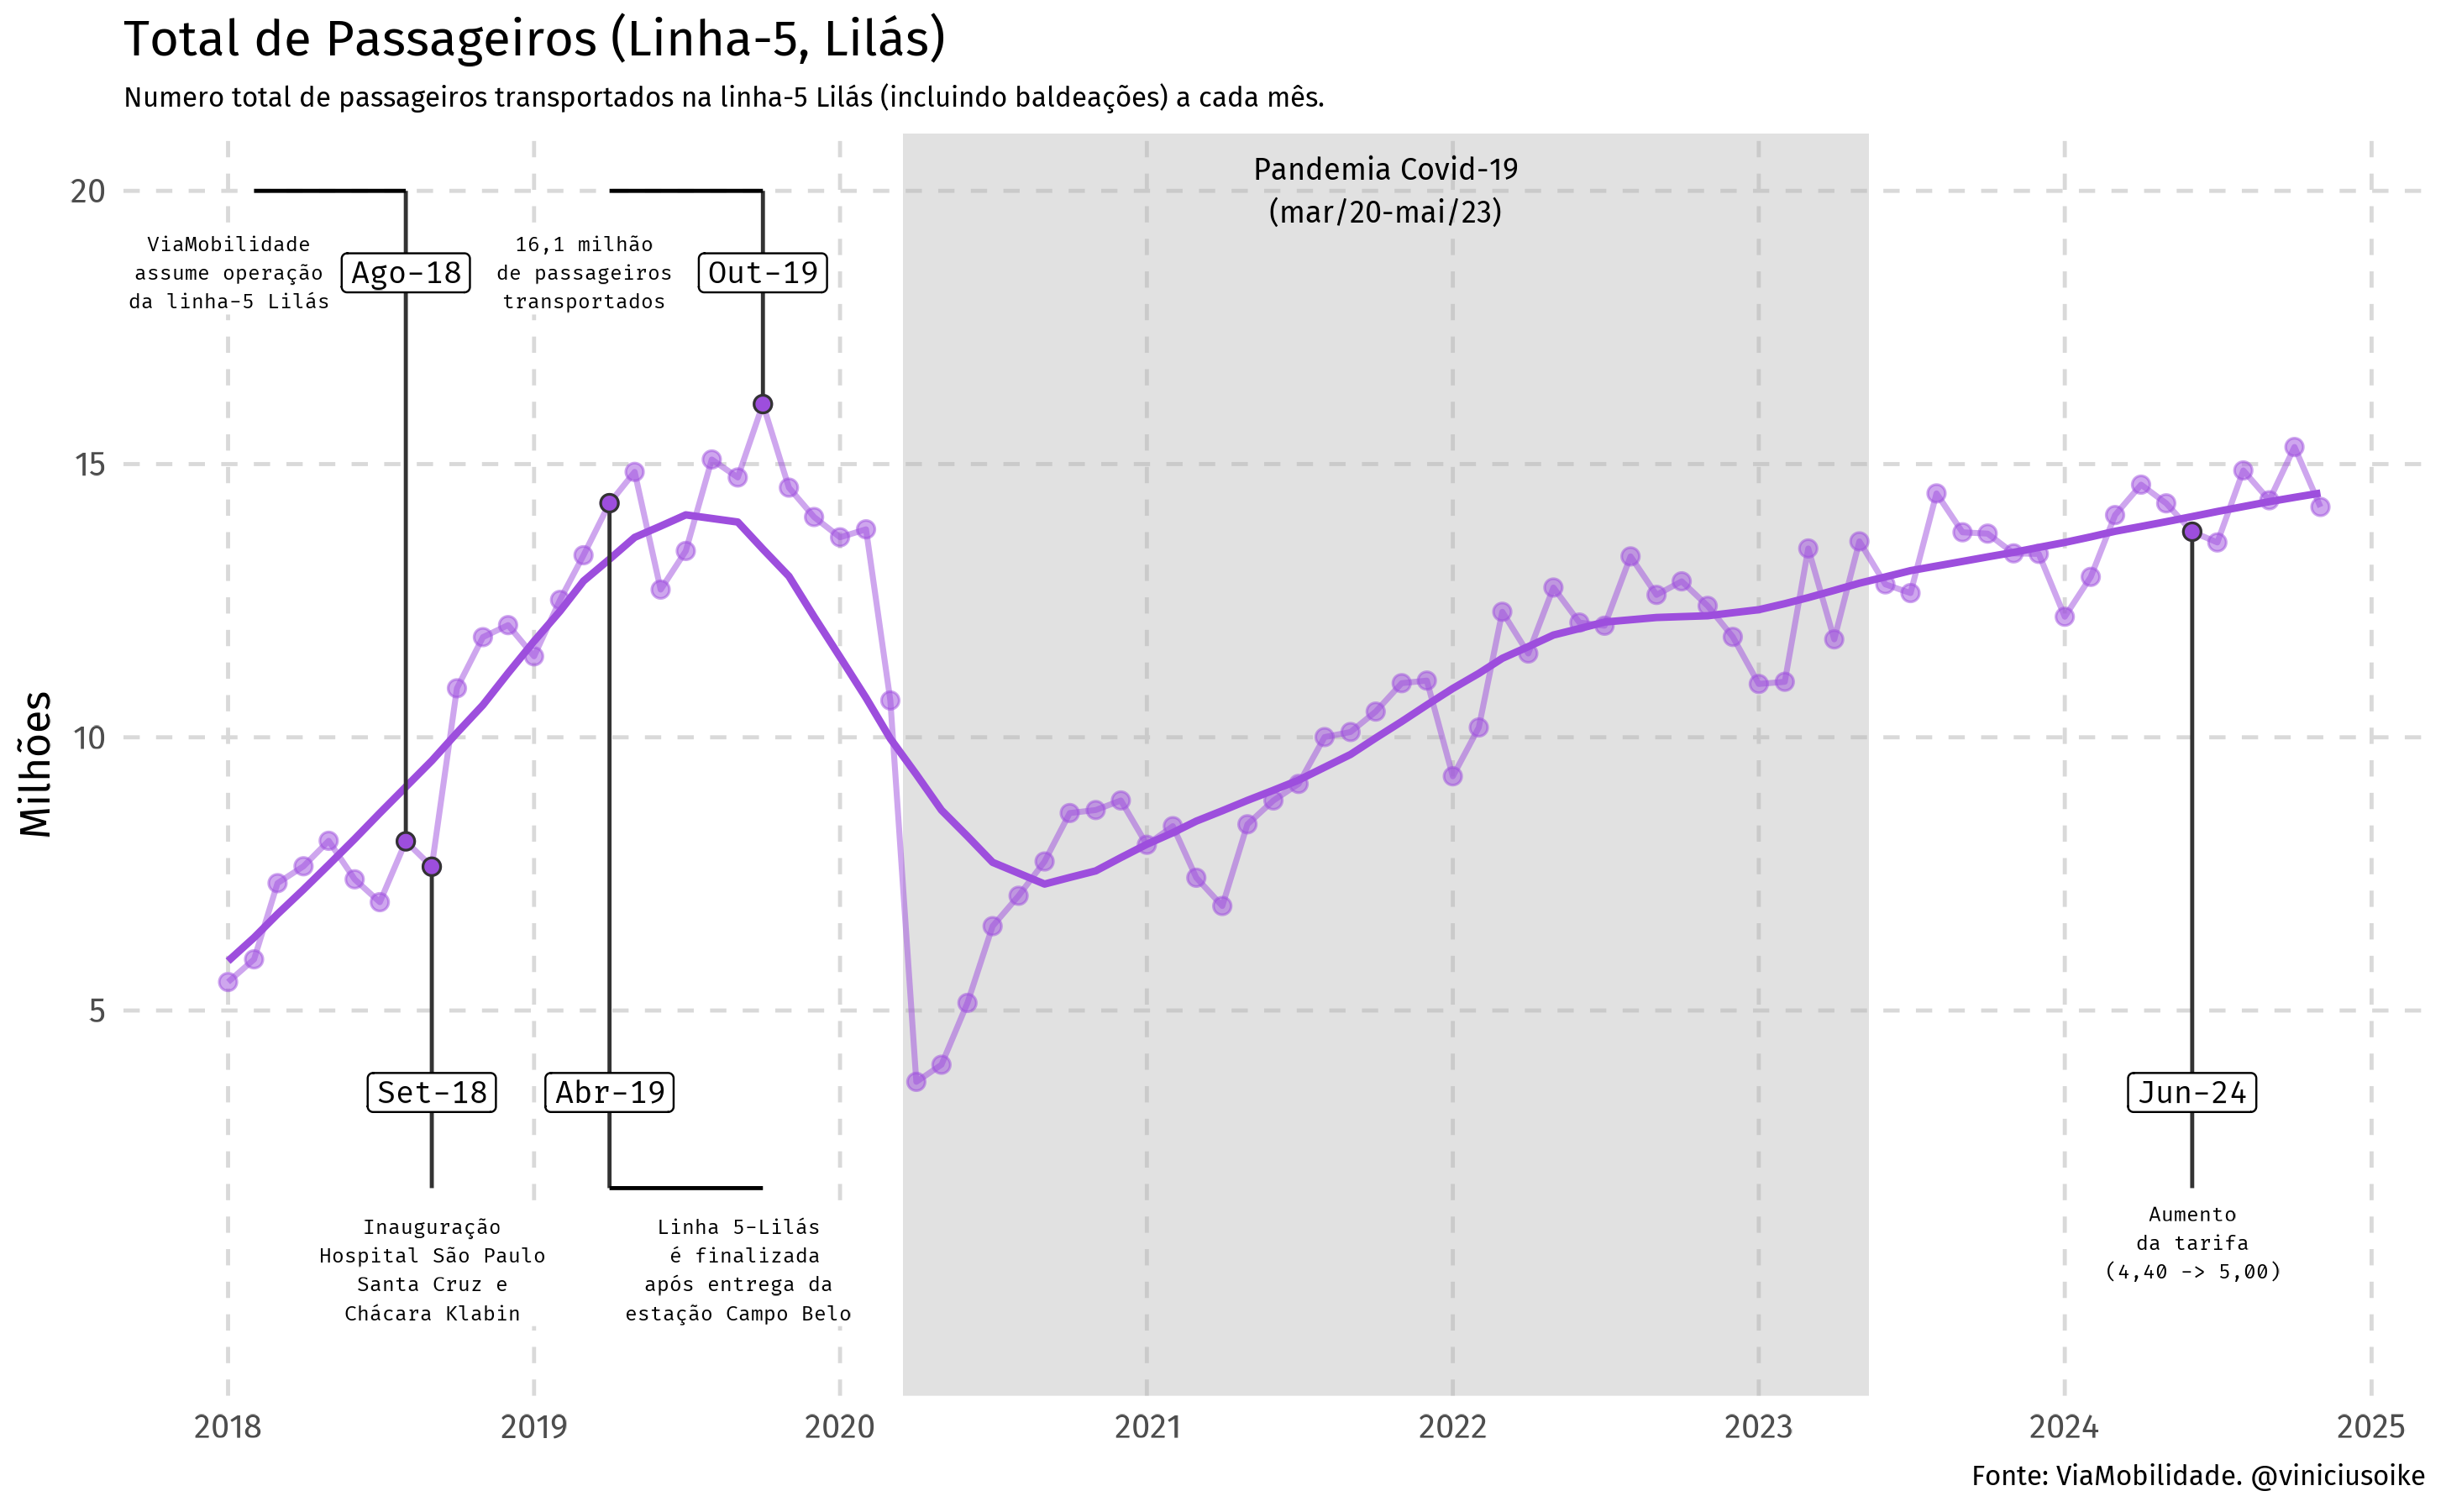 Total de Passageiros (Linha-5, Lilás)
Numero total de passageiros transportados na linha-5 Lilás (incluindo baldeações) a cada mês.
Pandemia Covid-19
(mar/20-mai/23)
20
15
10
5
Milhões
ViaMobilidade
assume operação
da linha-5 Lilás
Ago-18
16,1 milhão
de passageiros
transportados
Out-19
Set-18
Inauguração
Hospital São Paulo
Santa Cruz e
Chácara Klabin
Abr-19
Linha 5-Lilás
é finalizada
após entrega da
estação Campo Belo
Jun-24
Aumento
da tarifa
(4,40 -> 5,00)
2018
2019
2020
2021
2022
2023
2024
2025
Fonte: ViaMobilidade. @viniciusoike